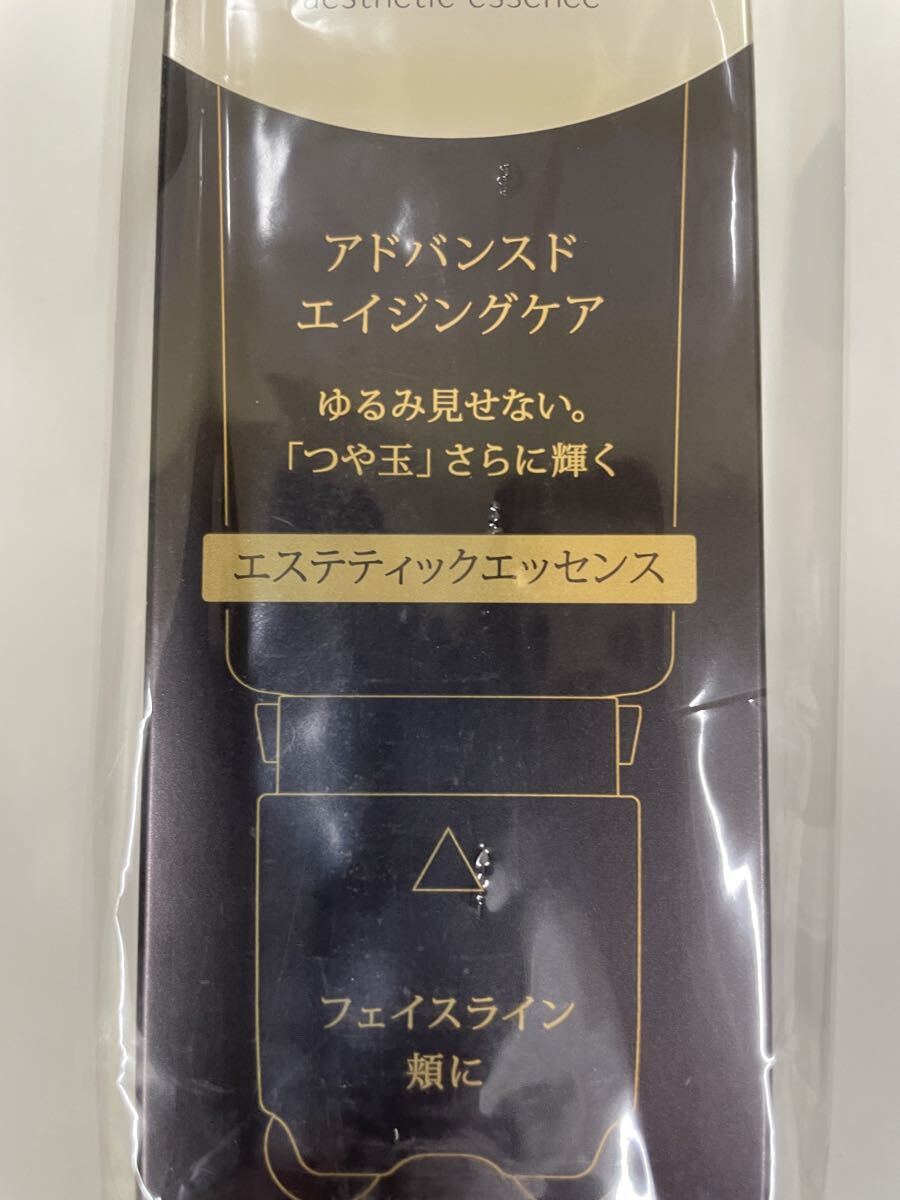 aesthetic essence
アドバンスド
エイジングケア
ゆるみ見せない。
「つや玉」さらに輝く
エステティックエッセンス
フェイスライン
頬に